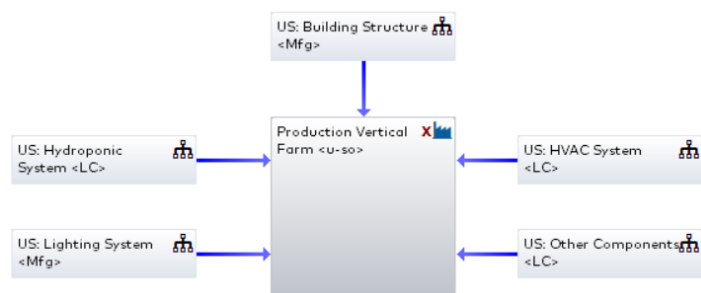 US: Building Structure
<Mfg>
Production Vertical
Farm <u-so>
X
US: Hydroponic
System <LC>
US: HVAC System
<LC>
US: Lighting System
<Mfg>
US: Other Components
<LC>